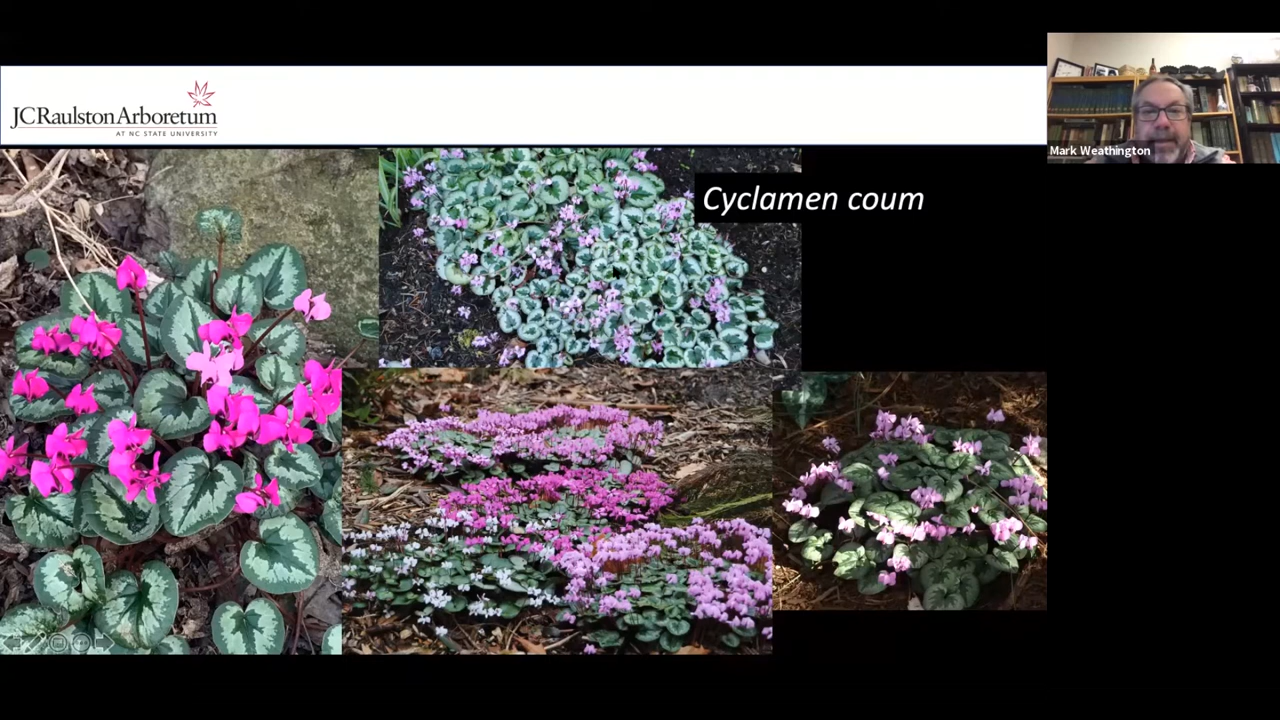 JCRaulston Arboretum
AT NC STATE UNIVERSITY
Mark Weathington
Cyclamen coum